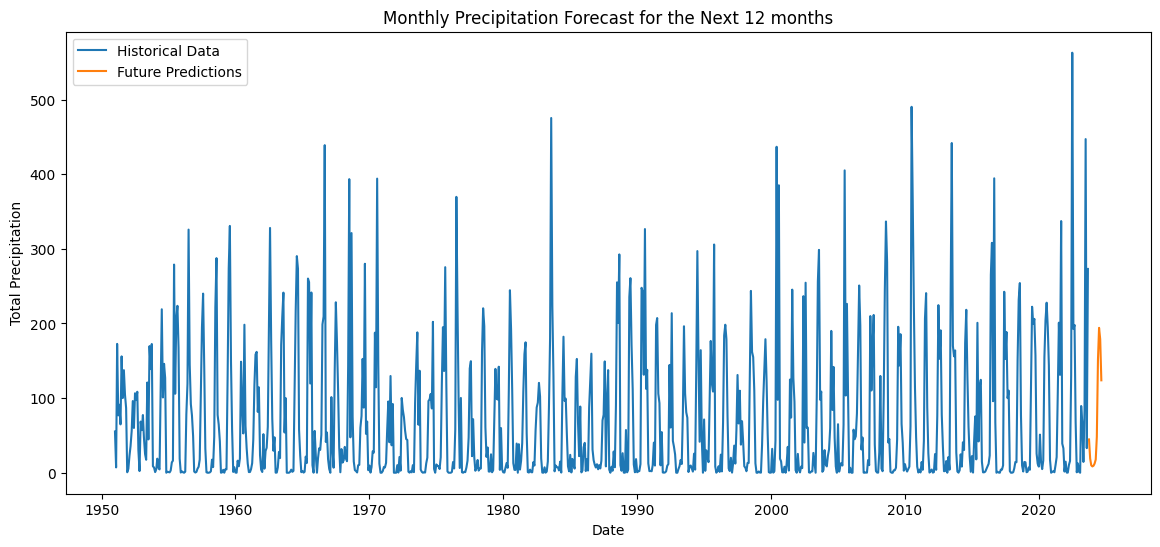 Monthly Precipitation Forecast for the Next 12 months
Historical Data
Future Predictions
Total Precipitation
500
400
300
200
100
0
1950 1960 1970 1980 1990 2000 2010 2020
Date